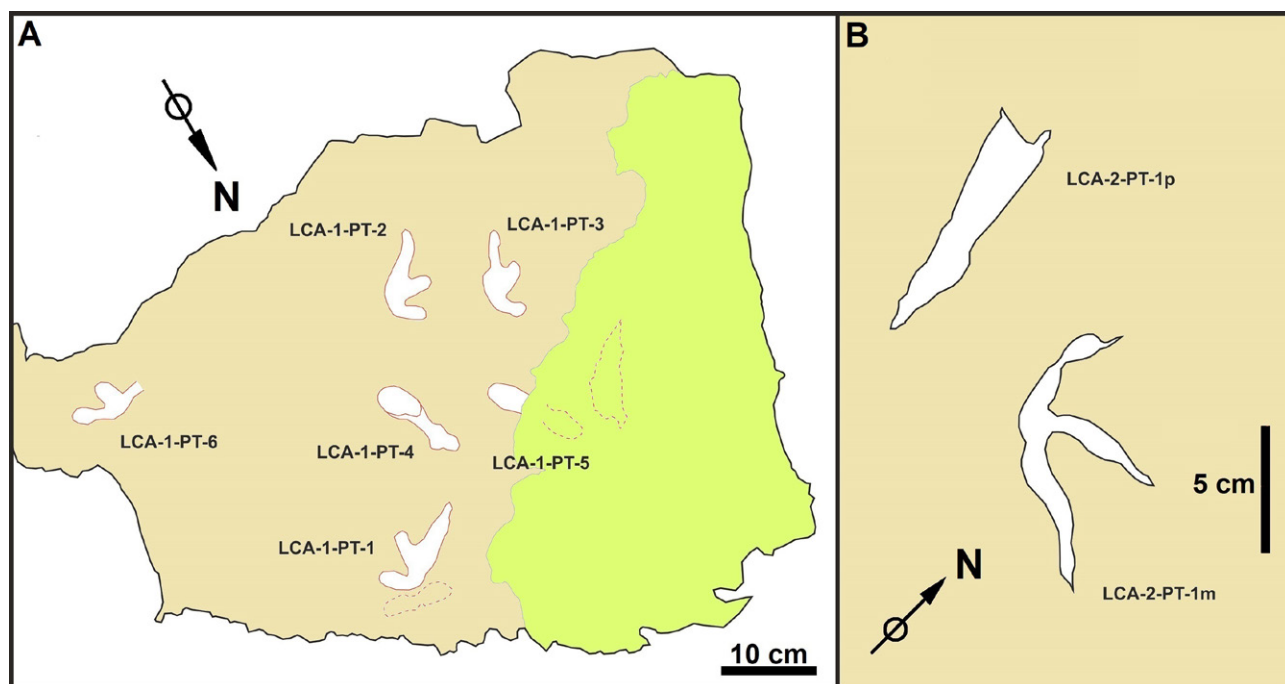 A
N
LCA-1-PT-2
LCA-1-PT-3
LCA-1-PT-6
LCA-1-PT-4
LCA-1-PT-5
LCA-1-PT-1
10 cm
B
LCA-2-PT-1p
5 cm
N
LCA-2-PT-1m